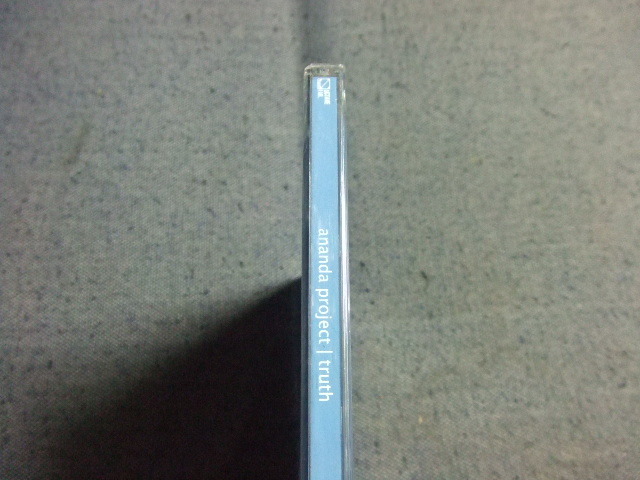 ananda project | truth